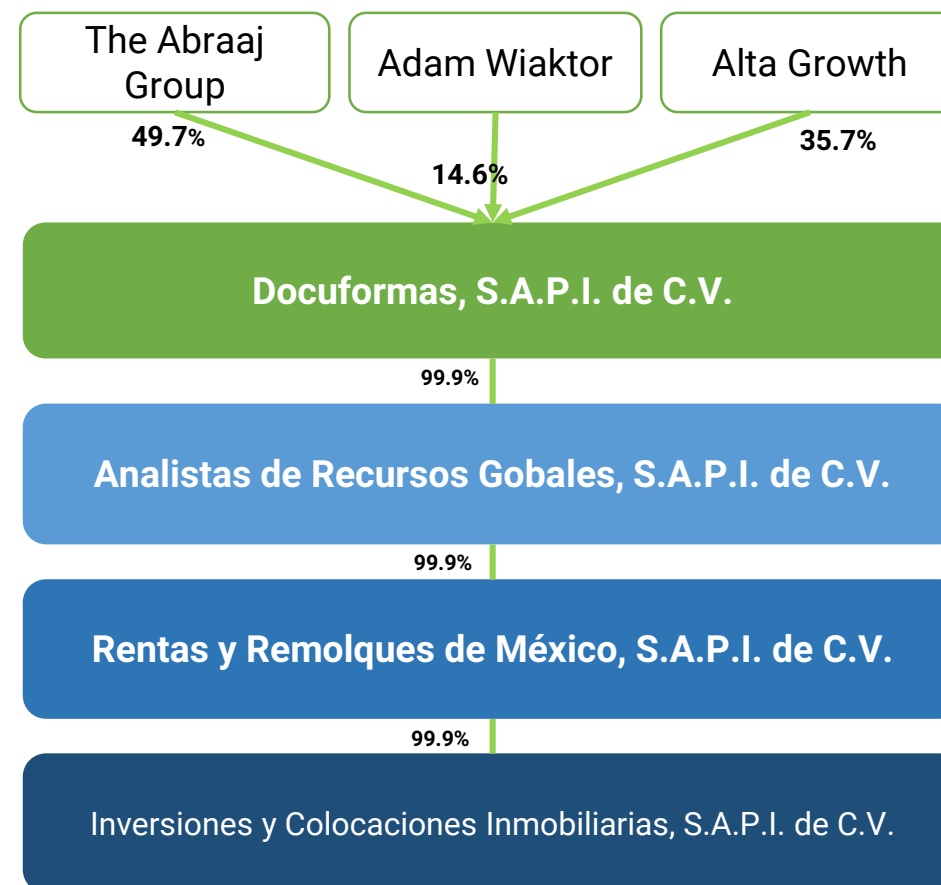 The Abraaj
Group
Adam Wiaktor
Alta Growth
49.7%
14.6%
35.7%
Docuformas, S.A.P.I. de C.V.
99.9%
Analistas de Recursos Gobales, S.A.P.I. de C.V.
99.9%
Rentas y Remolques de México, S.A.P.I. de C.V.
99.9%
Inversiones y Colocaciones Inmobiliarias, S.A.P.I. de C.V.